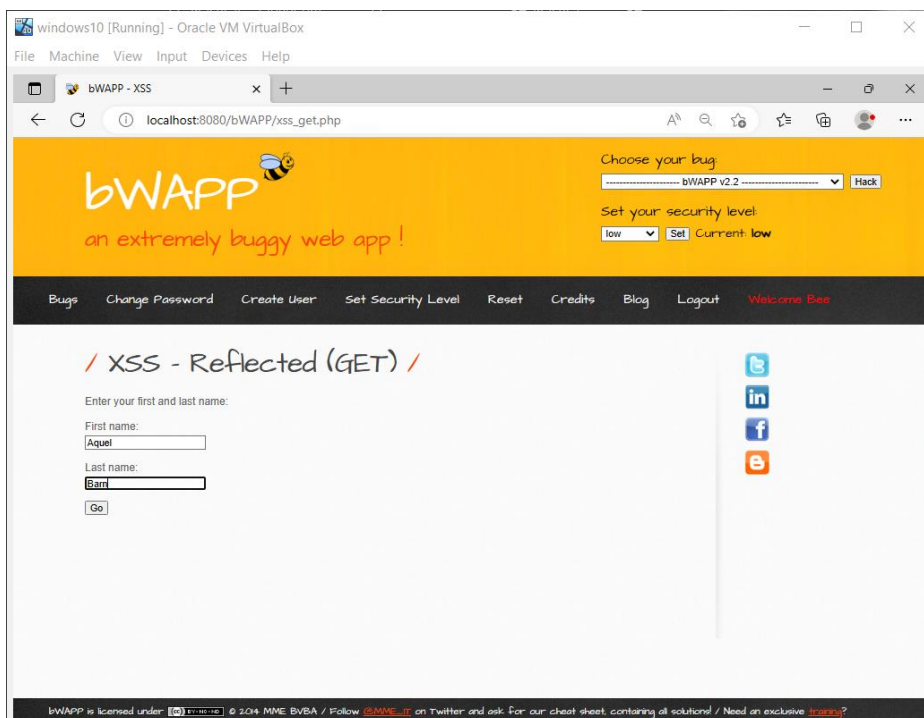 windows10 [Running] - Oracle VM VirtualBox
File Machine View Input Devices Help
bWAPP - XSS
localhost:8080/bWAPP/xss_get.php
bWAPP
an extremely buggy web app !
Choose your bug:
---------------------- bWAPP v2.2 ----------------------- Hack
Set your security level:
low Set Current: low
Bugs Change Password Create User Set Security Level Reset Credits Blog Logout Welcome Bee
/ XSS - Reflected (GET) /
Enter your first and last name:
First name:
Aquel
Last name:
Barn
Go
bWAPP is licensed under (cc) BY-NC-ND © 2014 MME BVBA / Follow @MME_IT on Twitter and ask for our cheat sheet, containing all solutions! / Need an exclusive training?